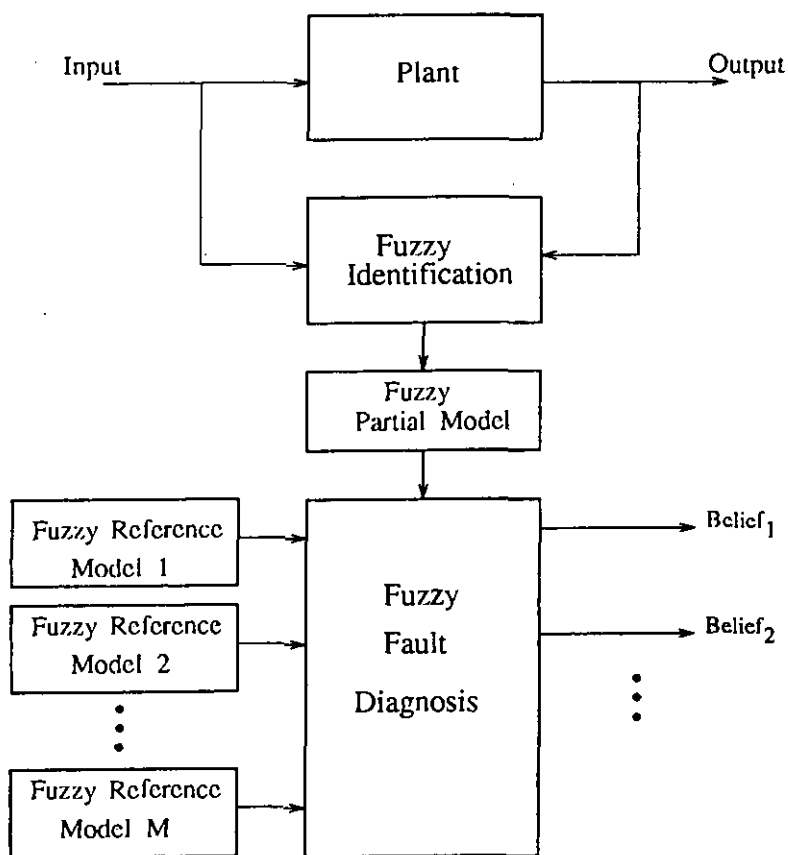 Input
Plant
Output
Fuzzy
Identification
Fuzzy
Partial Model
Fuzzy Reference
Model 1
Fuzzy Reference
Model 2
Fuzzy Reference
Model M
Fuzzy
Fault
Diagnosis
Belief1
Belief2